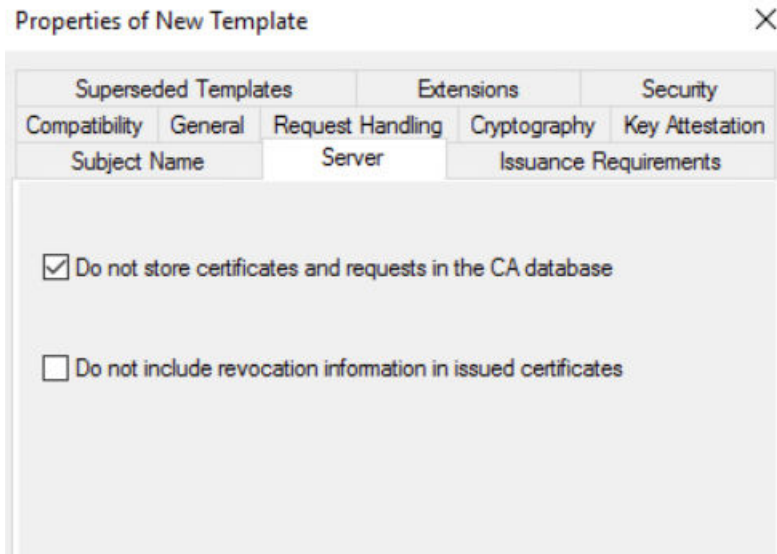 Properties of New Template
Superseded Templates Extensions Security
Compatibility General Request Handling Cryptography Key Attestation
Subject Name Server Issuance Requirements
Do not store certificates and requests in the CA database
Do not include revocation information in issued certificates